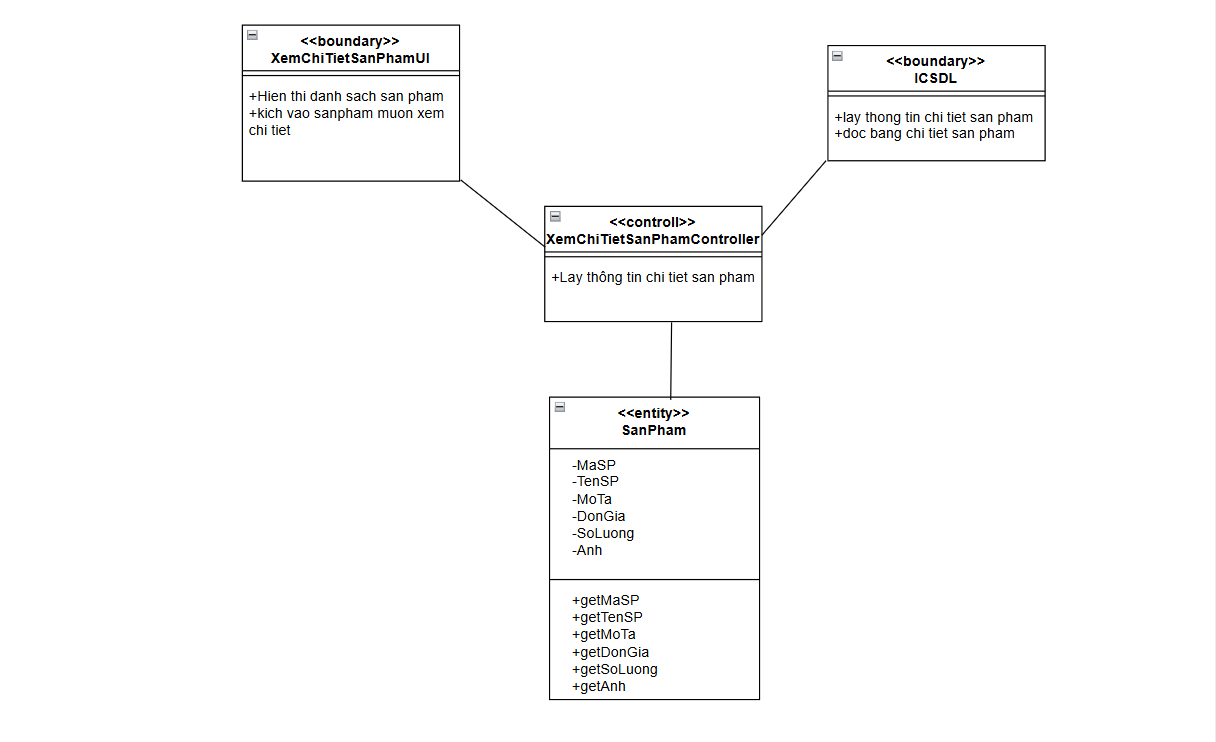 <<boundary>>
XemChiTietSanPhamUI
+Hien thi danh sach san pham
+kich vao sanpham muon xem
chi tiet
<<boundary>>
ICSDL
+lay thong tin chi tiet san pham
+doc bang chi tiet san pham
<<controll>>
XemChiTietSanPhamController
+Lay thông tin chi tiet san pham
<<entity>>
SanPham
-MaSP
-TenSP
-MoTa
-DonGia
-SoLuong
-Anh
+getMaSP
+getTenSP
+getMoTa
+getDonGia
+getSoLuong
+getAnh